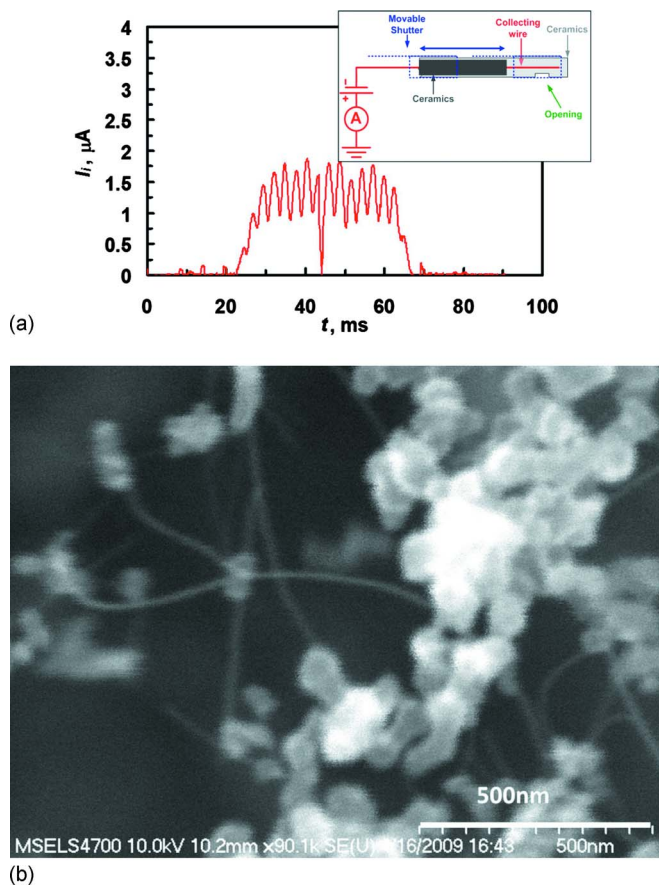 Movable
Shutter
Collecting
wire
Ceramics
Ceramics
Opening
A
4
3.5
3
2.5
2
1.5
1
0.5
0
Ii, μA
0 20 40 60 80 100
t, ms
(a)
500nm
MSELS4700 10.0kV 10.2mm x90.1k SE(U) 16/2009 16:43 500nm
(b)